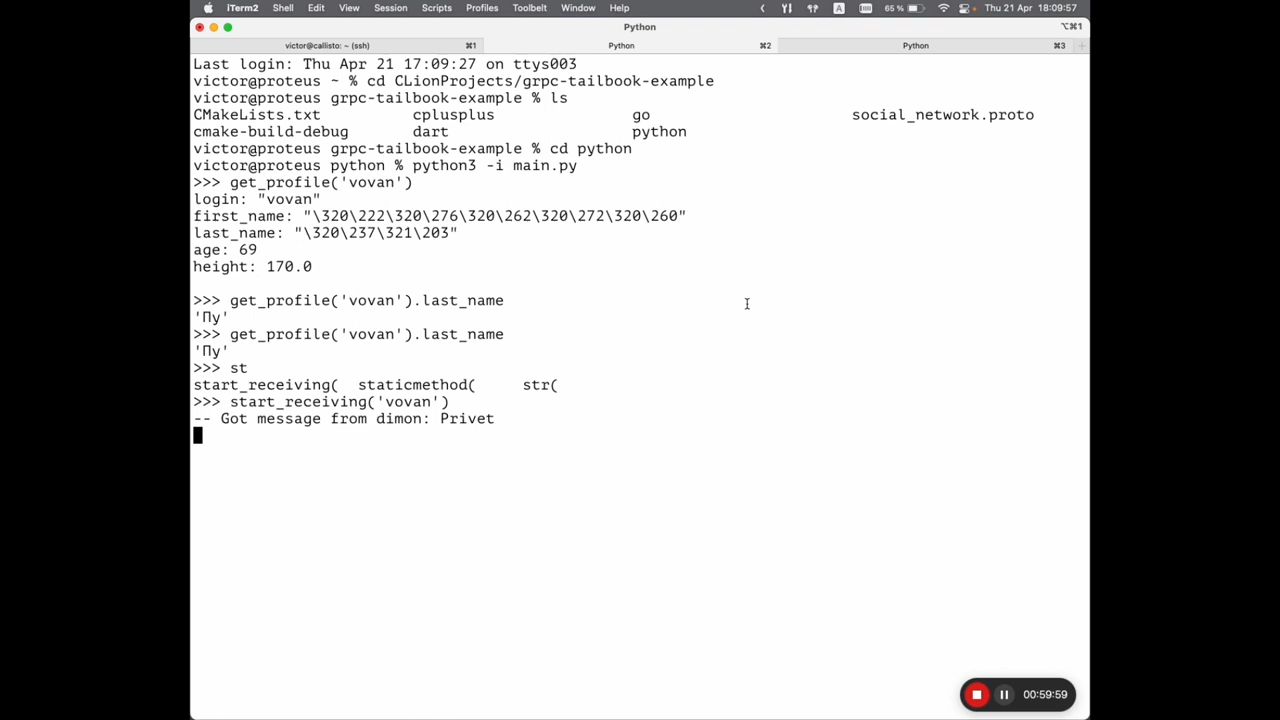 iTerm2 Shell Edit View Session Scripts Profiles Toolbelt Window Help A 65 % Thu 21 Apr 18:09:57
Python ⌥⌘1
victor@callisto: ~ (ssh) ⌘1 Python ⌘2 Python ⌘3 +
Last login: Thu Apr 21 17:09:27 on ttys003
victor@proteus ~ % cd CLionProjects/grpc-tailbook-example
victor@proteus grpc-tailbook-example % ls
CMakeLists.txt cplusplus go social_network.proto
cmake-build-debug dart python
victor@proteus grpc-tailbook-example % cd python
victor@proteus python % python3 -i main.py
>>> get_profile('vovan')
login: "vovan"
first_name: "\320\222\320\276\320\262\320\272\320\260"
last_name: "\320\237\321\203"
age: 69
height: 170.0
>>> get_profile('vovan').last_name
'Пу'
>>> get_profile('vovan').last_name
'Пу'
>>> st
start_receiving( staticmethod( str(
>>> start_receiving('vovan')
-- Got message from dimon: Privet
00:59:59